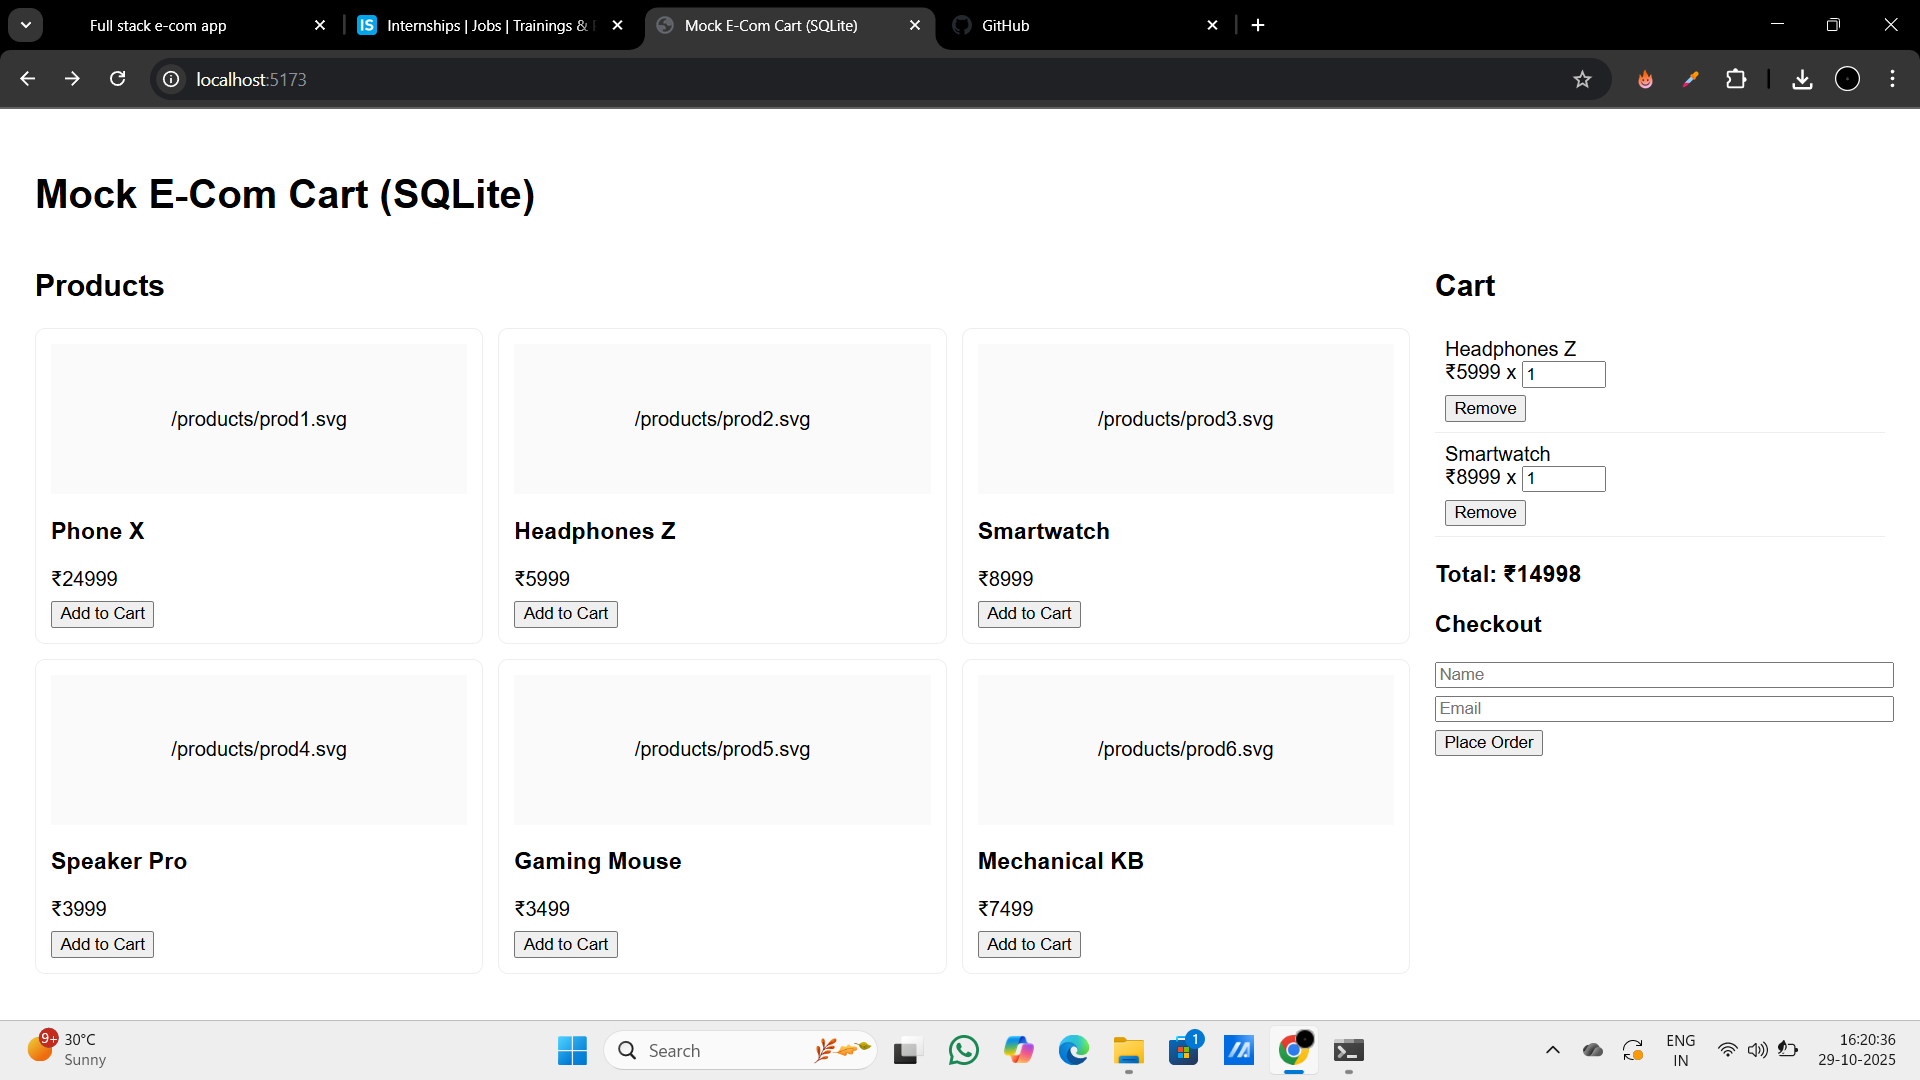 Full stack e-com app
IS Internships | Jobs | Trainings &
Mock E-Com Cart (SQLite)
GitHub
localhost:5173
Mock E-Com Cart (SQLite)
Products
/products/prod1.svg
Phone X
₹24999
Add to Cart
/products/prod2.svg
Headphones Z
₹5999
Add to Cart
/products/prod3.svg
Smartwatch
₹8999
Add to Cart
/products/prod4.svg
Speaker Pro
₹3999
Add to Cart
/products/prod5.svg
Gaming Mouse
₹3499
Add to Cart
/products/prod6.svg
Mechanical KB
₹7499
Add to Cart
Cart
Headphones Z
₹5999 x 1
Remove
Smartwatch
₹8999 x 1
Remove
Total: ₹14998
Checkout
Name
Email
Place Order
9+
30°C
Sunny
Search
1
ENG
IN
16:20:36
29-10-2025